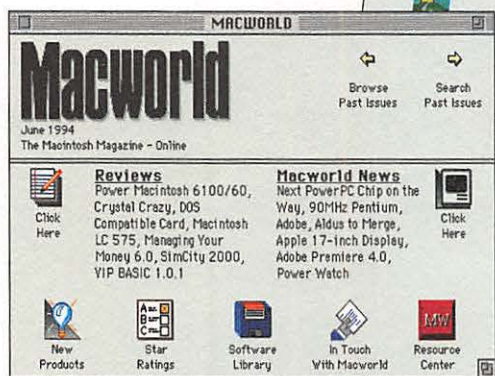 MACWORLD
Macworld
June 1994
The Macintosh Magazine - Online
Browse
Past Issues
Search
Past Issues
Click
Here
Reviews
Power Macintosh 6100/60,
Crystal Crazy, DOS
Compatible Card, Macintosh
LC 575, Managing Your
Money 6.0, SimCity 2000,
VIP BASIC 1.0.1
Macworld News
Next PowerPC Chip on the
Way, 90MHz Pentium,
Adobe, Aldus to Merge,
Apple 17-inch Display,
Adobe Premiere 4.0,
Power Watch
Click
Here
New
Products
Star
Ratings
Software
Library
In Touch
With Macworld
MW
Resource
Center